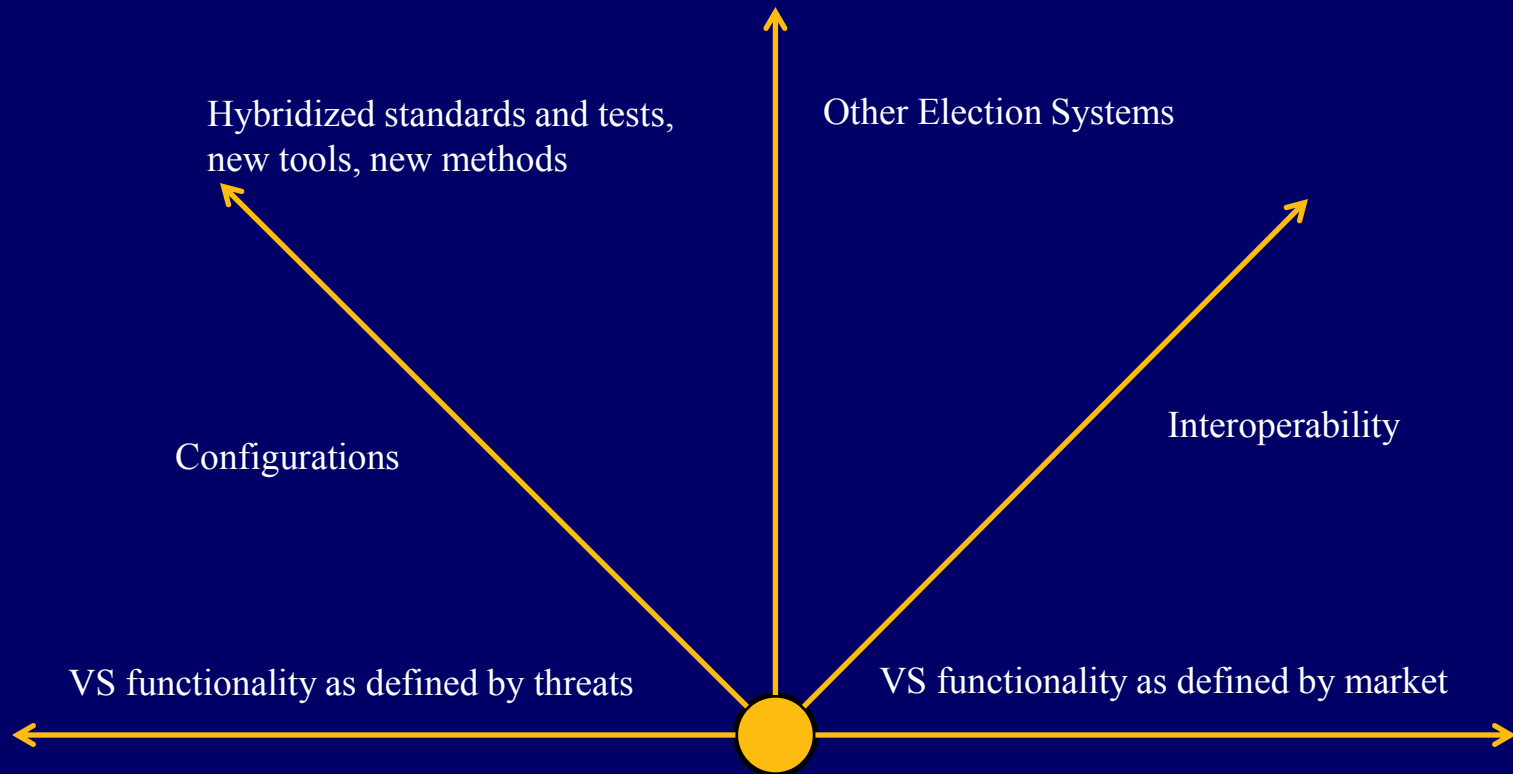 Hybridized standards and tests,
new tools, new methods
Other Election Systems
Interoperability
Configurations
VS functionality as defined by threats
VS functionality as defined by market